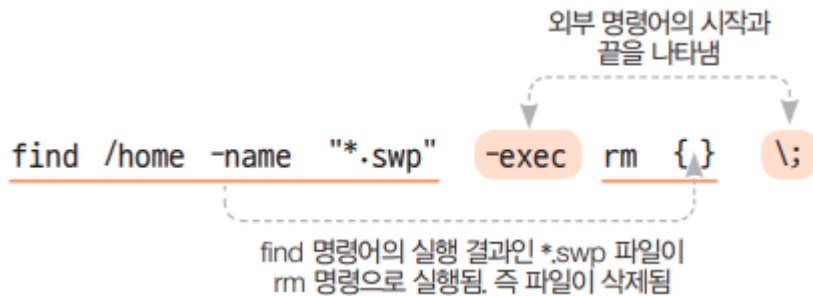 외부 명령어의 시작과
끝을 나타냄
find /home -name "*.swp" -exec rm {} \;
find 명령어의 실행 결과인 *.swp 파일이
rm 명령으로 실행됨. 즉 파일이 삭제됨